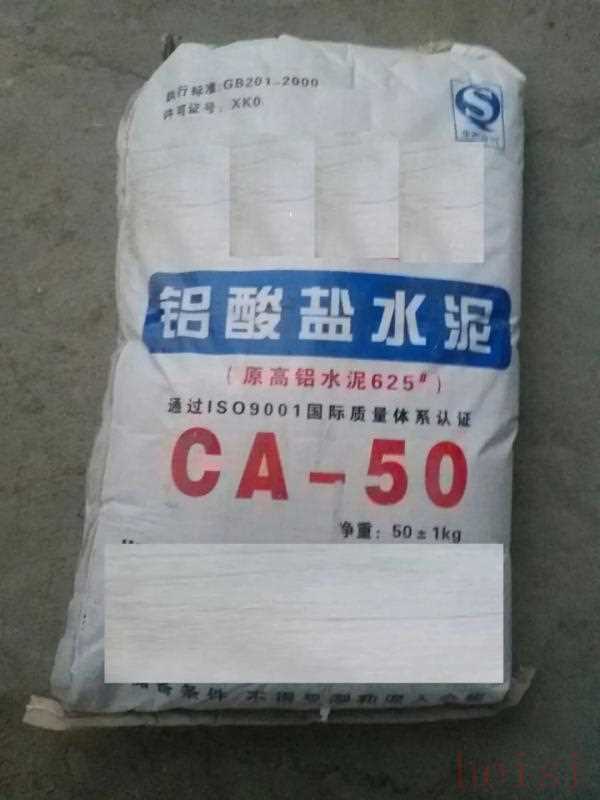 执行标准:GB201-2000
许可证号: XK0
铝酸盐水泥
(原高铝水泥625#)
通过ISO9001国际质量体系认证
CA-50
净重: 50±1kg
heisj